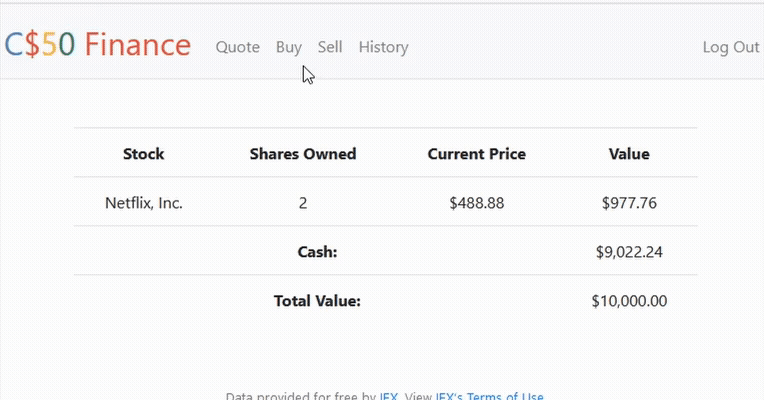 C$50 Finance Quote Buy Sell History Log Out
Stock Shares Owned Current Price Value
Netflix, Inc. 2 $488.88 $977.76
Cash: $9,022.24
Total Value: $10,000.00
Data provided for free by IEX. View IEX's Terms of Use